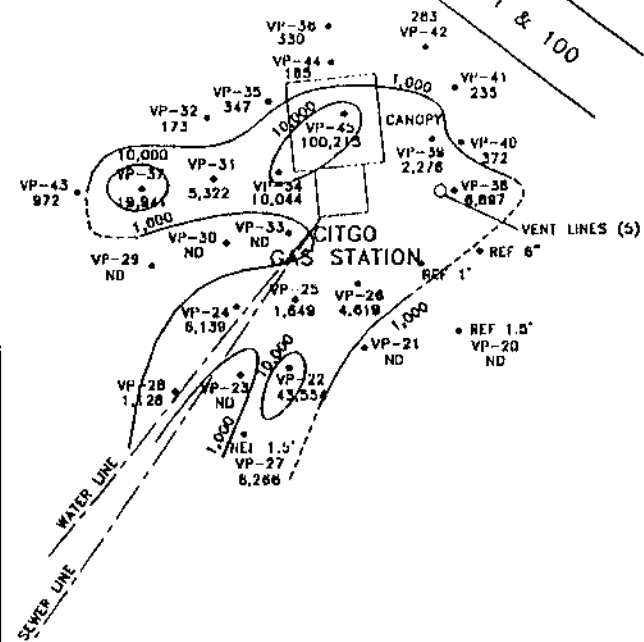 & 100
VP-36
330
283
VP-42
VP-44
185
VP-35
347
1,000
VP-41
235
VP-32
173
10,000
VP-45
100,213
CANOPY
VP-39
2,276
VP-40
372
10,000
VP-37
19,941
VP-31
5,322
VP-34
10,044
VP-43
972
VP-38
6,897
VENT LINES (5)
1,000
VP-30
ND
VP-33
ND
CITGO
GAS STATION
VP-29
ND
REF 6"
REF 1'
VP-25
1,649
VP-26
4,619
VP-24
6,139
1,000
REF 1.5'
VP-20
ND
VP-21
ND
10,000
VP-28
1,128
VP-23
ND
VP-22
43,554
1,000
REF 1.5'
VP-27
8,266
WATER LINE
SEWER LINE